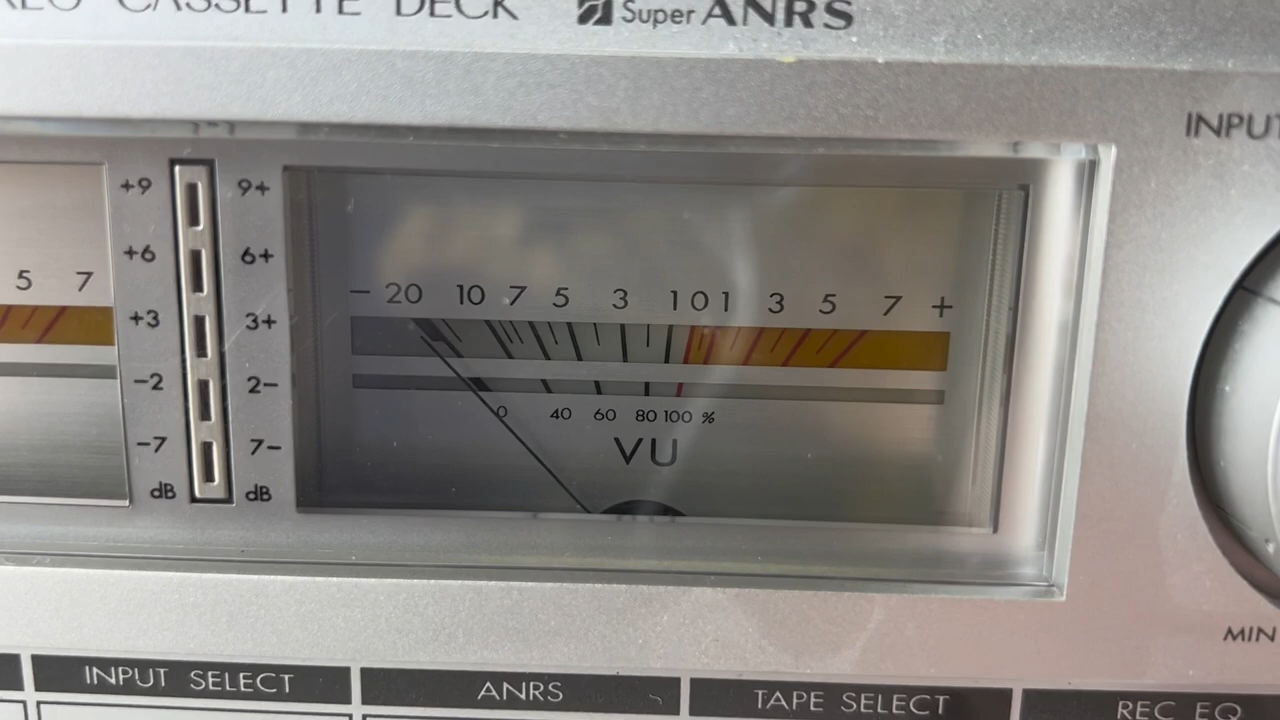 CASSETTE DECK Super ANRS
INPUT
+9 9+
+6 6+
5 7 +3 3+ − 20 10 7 5 3 1 0 1 3 5 7 +
−2 2−
0 40 60 80 100 %
−7 7− VU
dB dB
MIN
INPUT SELECT ANRS TAPE SELECT REC EQ